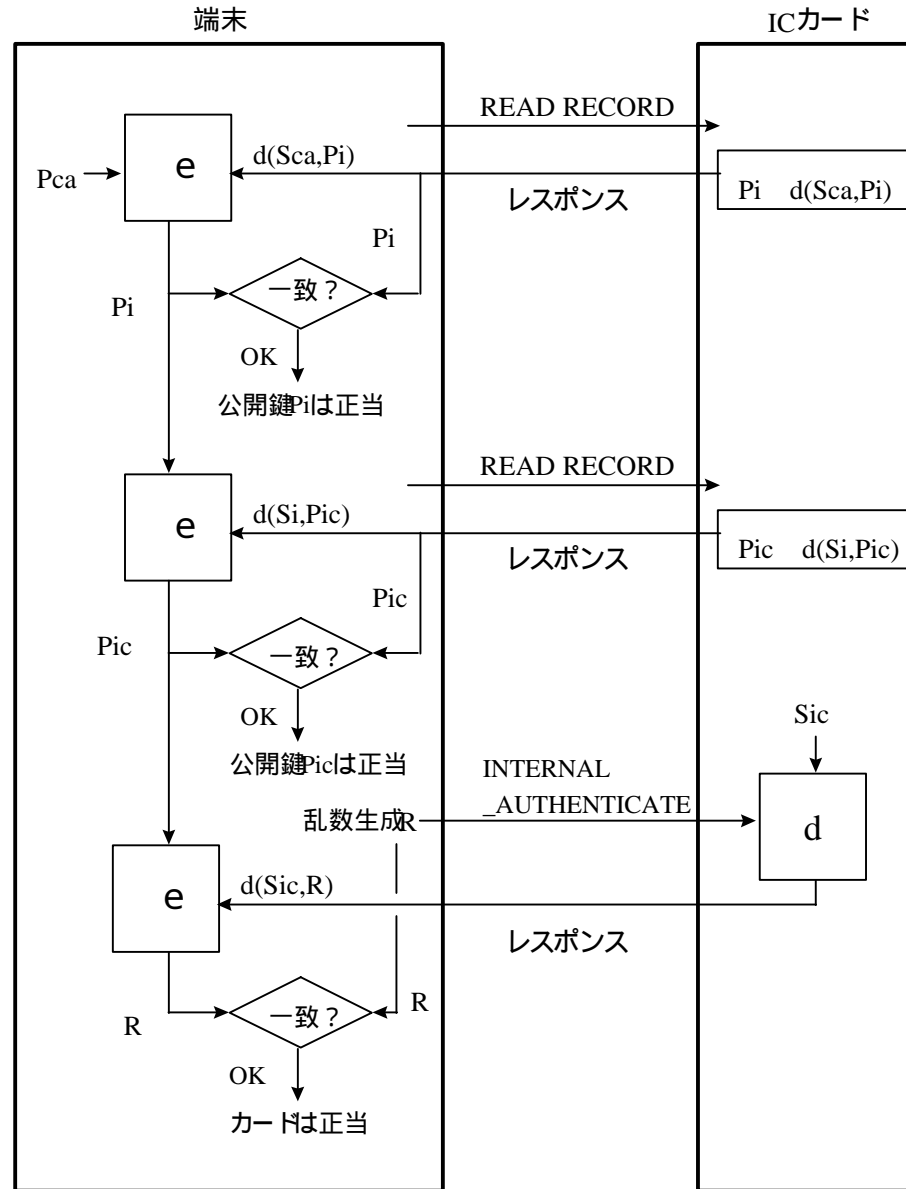 端末
ICカード
READ RECORD
Pca
e
d(Sca,Pi)
レスポンス
Pi d(Sca,Pi)
Pi
一致？
Pi
OK
公開鍵Piは正当
READ RECORD
e
d(Si,Pic)
レスポンス
Pic d(Si,Pic)
Pic
Pic
一致？
OK
公開鍵Picは正当
Sic
INTERNAL
_AUTHENTICATE
乱数生成R
d
e
d(Sic,R)
レスポンス
R
一致？
R
OK
カードは正当